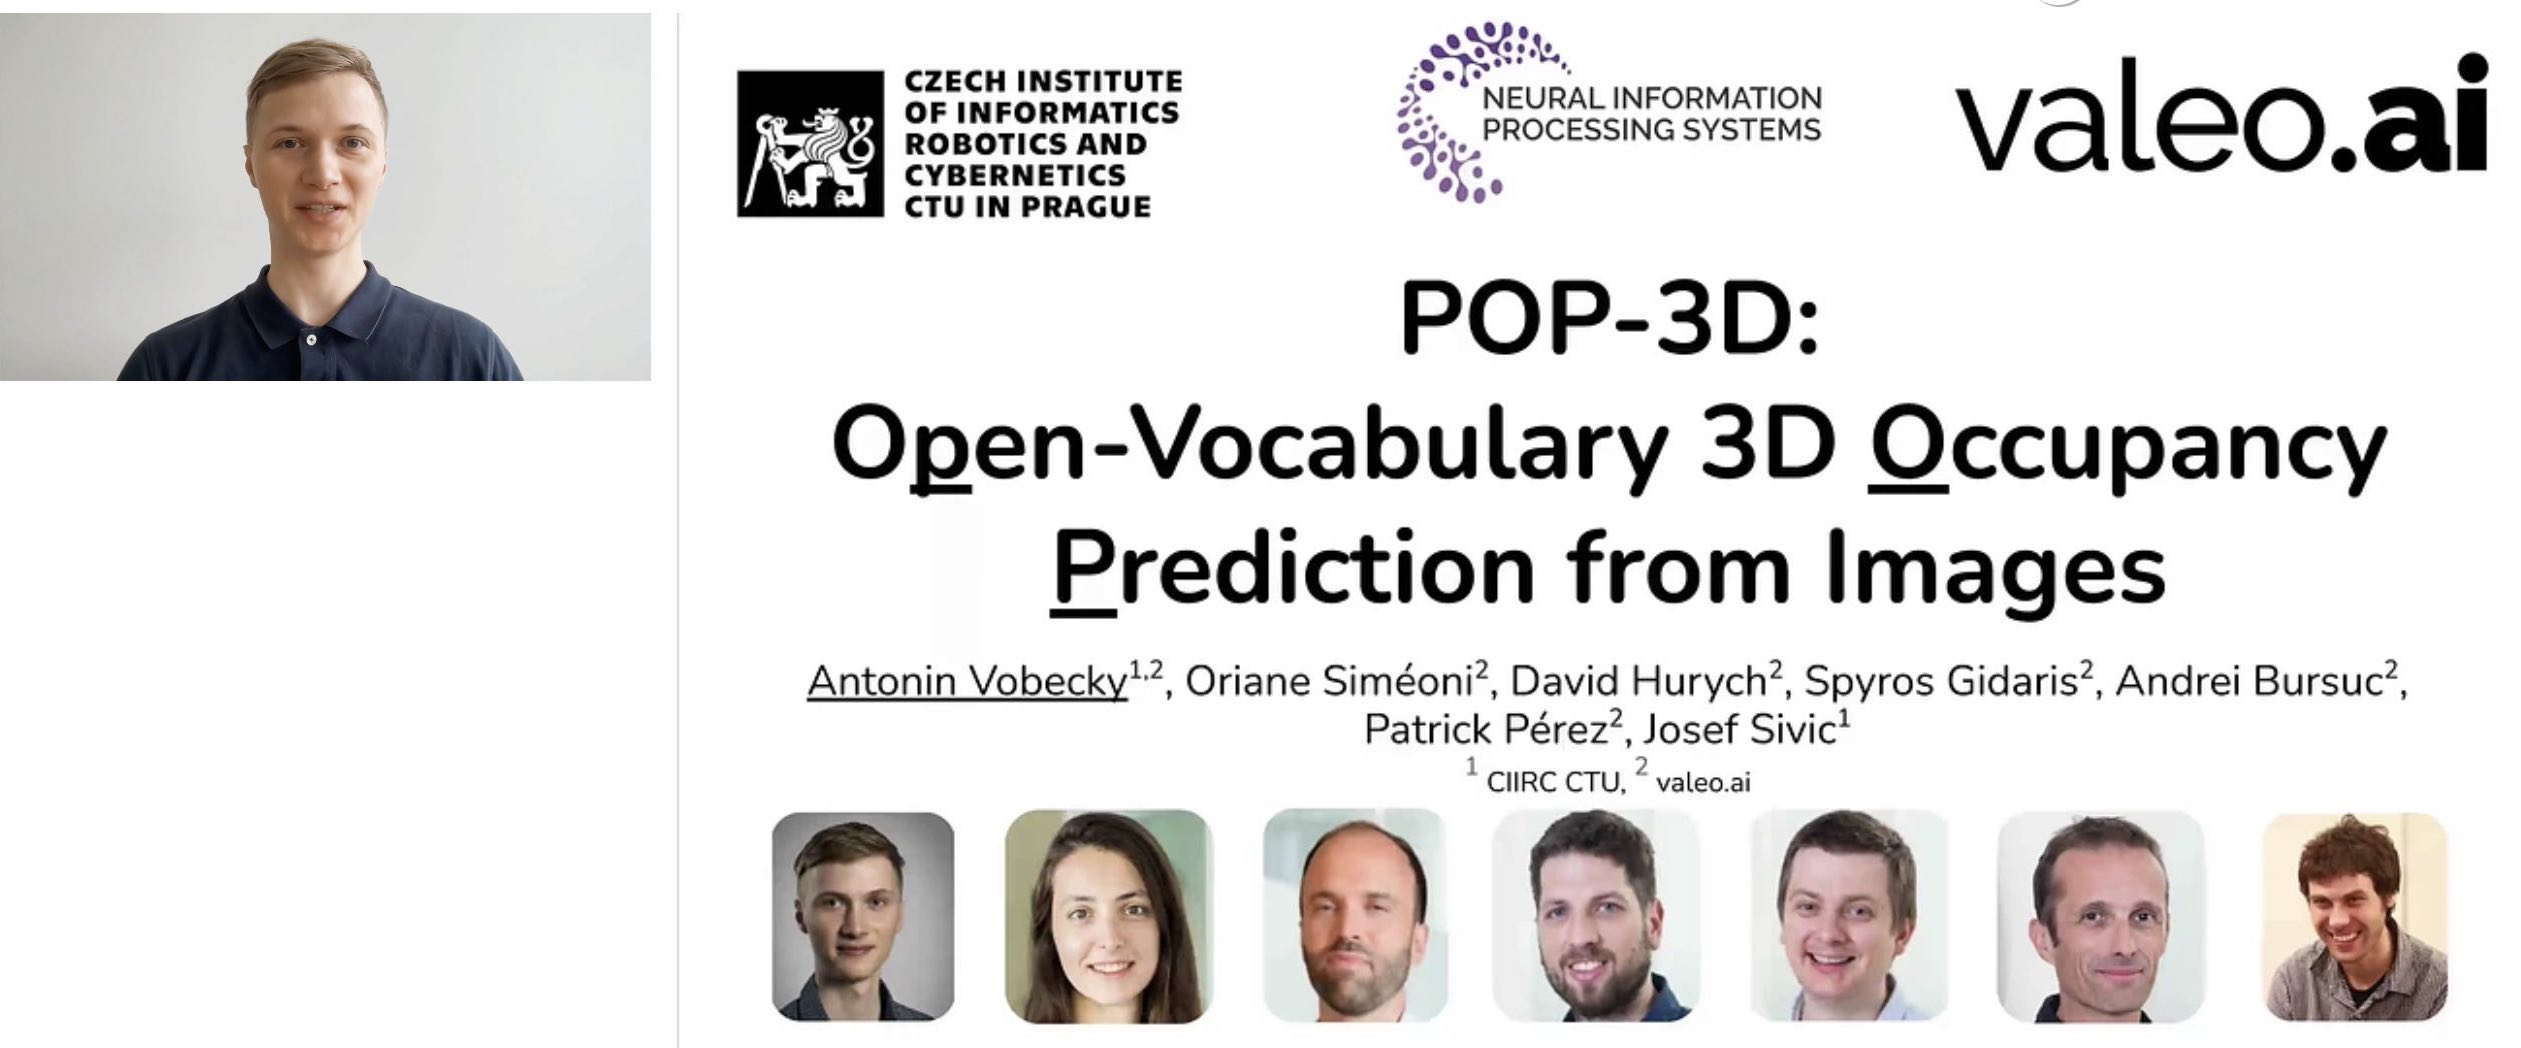 CZECH INSTITUTE
OF INFORMATICS
ROBOTICS AND
CYBERNETICS
CTU IN PRAGUE
NEURAL INFORMATION
PROCESSING SYSTEMS
valeo.ai
POP-3D:
Open-Vocabulary 3D Occupancy
Prediction from Images
Antonin Vobecky1,2, Oriane Siméoni2, David Hurych2, Spyros Gidaris2, Andrei Bursuc2,
Patrick Pérez2, Josef Sivic1
1 CIIRC CTU, 2 valeo.ai